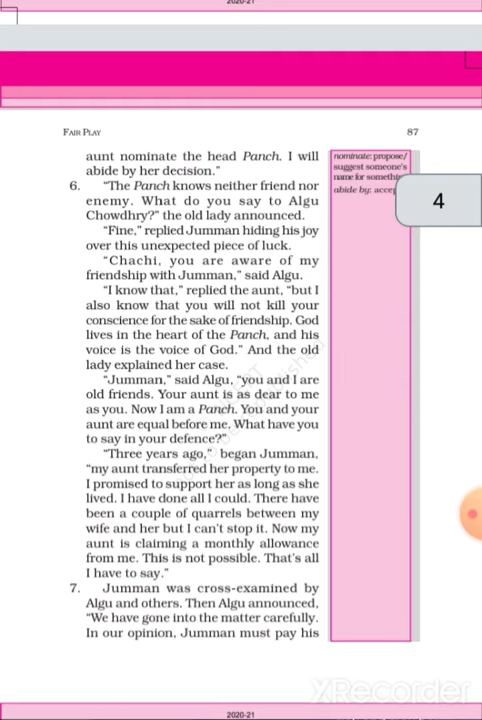 2020-21
FAIR PLAY
87
aunt nominate the head Panch. I will
abide by her decision."
6. "The Panch knows neither friend nor
enemy. What do you say to Algu
Chowdhry?" the old lady announced.
"Fine," replied Jumman hiding his joy
over this unexpected piece of luck.
"Chachi, you are aware of my
friendship with Jumman," said Algu.
"I know that," replied the aunt, "but I
also know that you will not kill your
conscience for the sake of friendship. God
lives in the heart of the Panch, and his
voice is the voice of God." And the old
lady explained her case.
"Jumman," said Algu, "you and I are
old friends. Your aunt is as dear to me
as you. Now I am a Panch. You and your
aunt are equal before me. What have you
to say in your defence?"
"Three years ago," began Jumman,
"my aunt transferred her property to me.
I promised to support her as long as she
lived. I have done all I could. There have
been a couple of quarrels between my
wife and her but I can't stop it. Now my
aunt is claiming a monthly allowance
from me. This is not possible. That's all
I have to say."
7. Jumman was cross-examined by
Algu and others. Then Algu announced,
"We have gone into the matter carefully.
In our opinion, Jumman must pay his
nominate: propose/
suggest someone's
name for
abide by:
4
XRecorder
2020-21